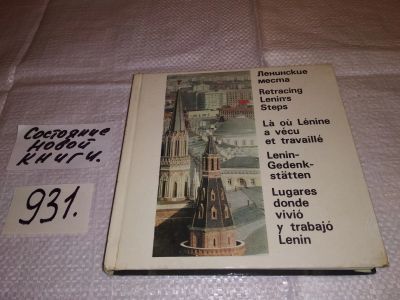 Состояние
новой
книги.
931.
Ленинские
места
Retracing
Lenin's
Steps
Là où Lénine
a vécu
et travaillé
Lenin-
Gedenk-
stätten
Lugares
donde
vivió
y trabajó
Lenin